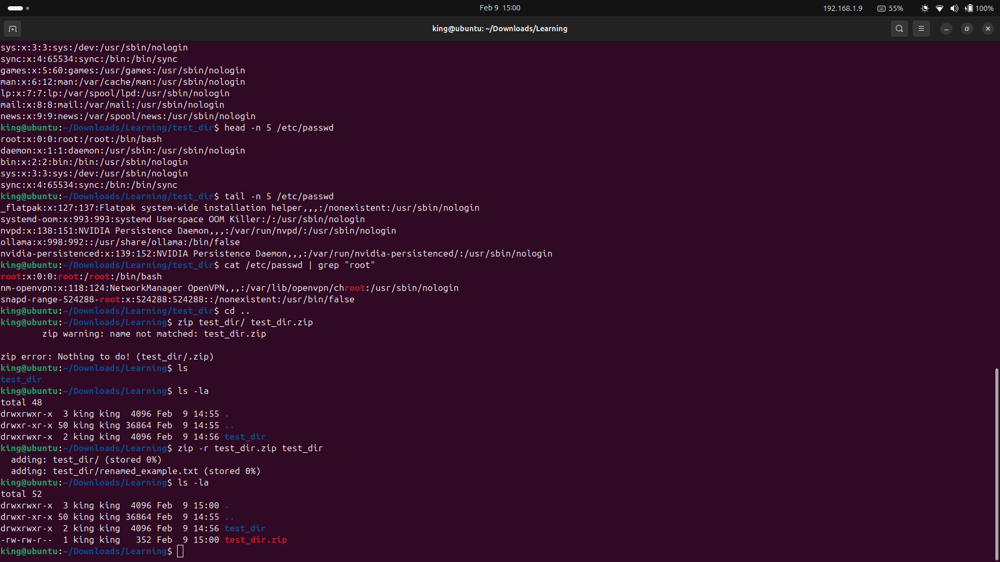 Feb 9  15:00
192.168.1.9  55%  100%
king@ubuntu: ~/Downloads/Learning
sys:x:3:3:sys:/dev:/usr/sbin/nologin
sync:x:4:65534:sync:/bin:/bin/sync
games:x:5:60:games:/usr/games:/usr/sbin/nologin
man:x:6:12:man:/var/cache/man:/usr/sbin/nologin
lp:x:7:7:lp:/var/spool/lpd:/usr/sbin/nologin
mail:x:8:8:mail:/var/mail:/usr/sbin/nologin
news:x:9:9:news:/var/spool/news:/usr/sbin/nologin
king@ubuntu:~/Downloads/Learning/test_dir$ head -n 5 /etc/passwd
root:x:0:0:root:/root:/bin/bash
daemon:x:1:1:daemon:/usr/sbin:/usr/sbin/nologin
bin:x:2:2:bin:/bin:/usr/sbin/nologin
sys:x:3:3:sys:/dev:/usr/sbin/nologin
sync:x:4:65534:sync:/bin:/bin/sync
king@ubuntu:~/Downloads/Learning/test_dir$ tail -n 5 /etc/passwd
_flatpak:x:127:137:Flatpak system-wide installation helper,,,:/nonexistent:/usr/sbin/nologin
systemd-oom:x:993:993:systemd Userspace OOM Killer:/:/usr/sbin/nologin
nvpd:x:138:151:NVIDIA Persistence Daemon,,,:/var/run/nvpd/:/usr/sbin/nologin
ollama:x:998:992::/usr/share/ollama:/bin/false
nvidia-persistenced:x:139:152:NVIDIA Persistence Daemon,,,:/var/run/nvidia-persistenced/:/usr/sbin/nologin
king@ubuntu:~/Downloads/Learning/test_dir$ cat /etc/passwd | grep "root"
root:x:0:0:root:/root:/bin/bash
nm-openvpn:x:118:124:NetworkManager OpenVPN,,,:/var/lib/openvpn/chroot:/usr/sbin/nologin
snapd-range-524288-root:x:524288:524288::/nonexistent:/usr/bin/false
king@ubuntu:~/Downloads/Learning/test_dir$ cd ..
king@ubuntu:~/Downloads/Learning$ zip test_dir/ test_dir.zip
        zip warning: name not matched: test_dir.zip

zip error: Nothing to do! (test_dir/.zip)
king@ubuntu:~/Downloads/Learning$ ls
test_dir
king@ubuntu:~/Downloads/Learning$ ls -la
total 48
drwxrwxr-x  3 king king  4096 Feb  9 14:55 .
drwxr-xr-x 50 king king 36864 Feb  9 14:55 ..
drwxrwxr-x  2 king king  4096 Feb  9 14:56 test_dir
king@ubuntu:~/Downloads/Learning$ zip -r test_dir.zip test_dir
  adding: test_dir/ (stored 0%)
  adding: test_dir/renamed_example.txt (stored 0%)
king@ubuntu:~/Downloads/Learning$ ls -la
total 52
drwxrwxr-x  3 king king  4096 Feb  9 15:00 .
drwxr-xr-x 50 king king 36864 Feb  9 14:55 ..
drwxrwxr-x  2 king king  4096 Feb  9 14:56 test_dir
-rw-rw-r--  1 king king   352 Feb  9 15:00 test_dir.zip
king@ubuntu:~/Downloads/Learning$